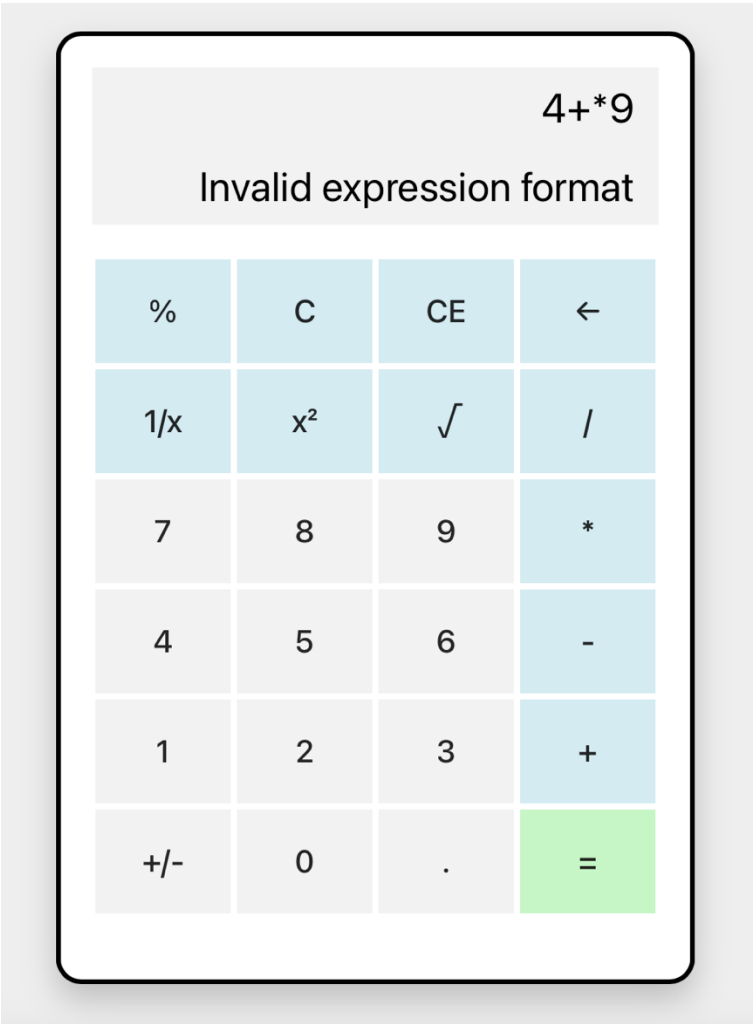 4+*9
Invalid expression format
% C CE ←
1/x x² √ /
7 8 9 *
4 5 6 -
1 2 3 +
+/- 0 . =